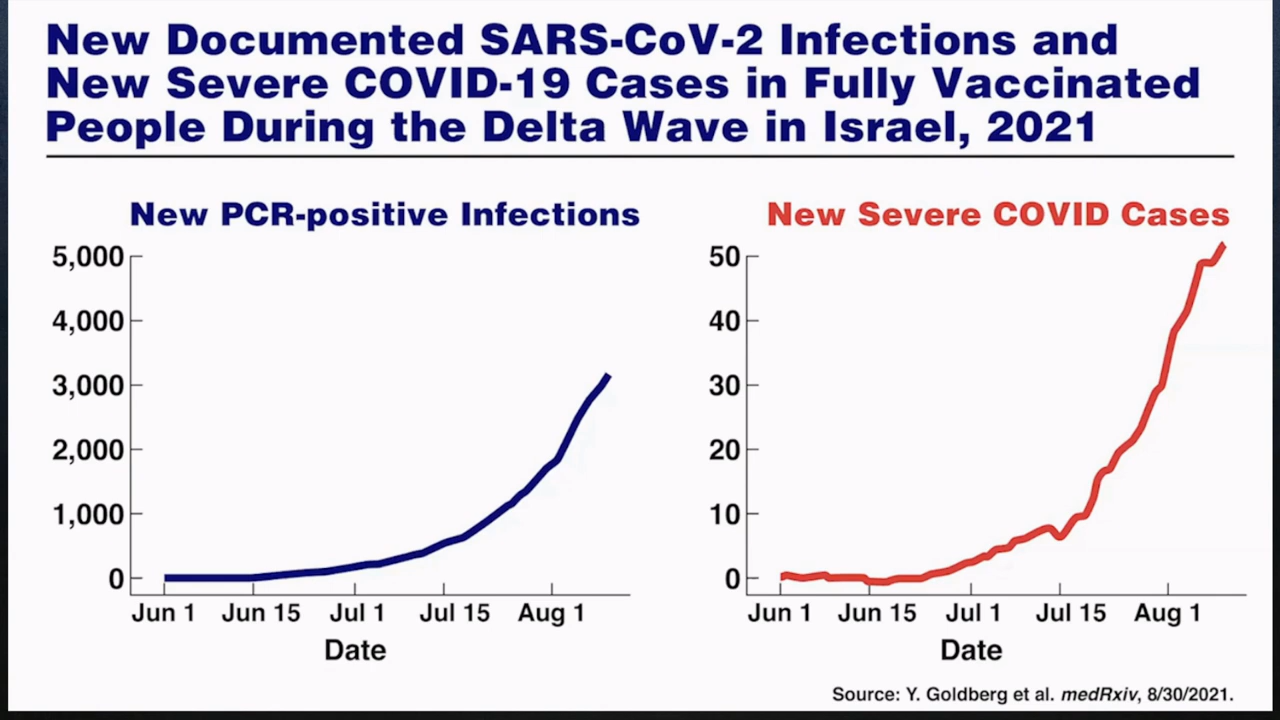 New Documented SARS-CoV-2 Infections and
New Severe COVID-19 Cases in Fully Vaccinated
People During the Delta Wave in Israel, 2021
New PCR-positive Infections
5,000
4,000
3,000
2,000
1,000
0
Jun 1 Jun 15 Jul 1 Jul 15 Aug 1
Date
New Severe COVID Cases
50
40
30
20
10
0
Jun 1 Jun 15 Jul 1 Jul 15 Aug 1
Date
Source: Y. Goldberg et al. medRxiv, 8/30/2021.